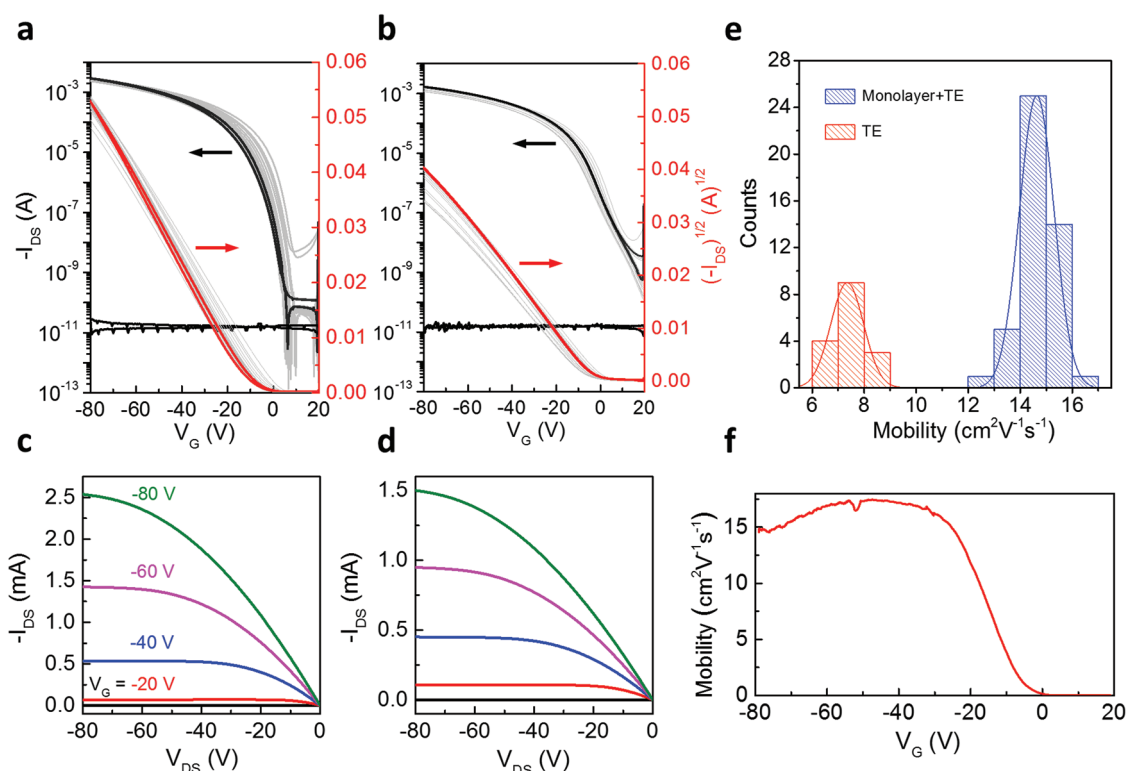 a
10⁻³
10⁻⁵
10⁻⁷
10⁻⁹
10⁻¹¹
10⁻¹³
-I_DS (A)
0.06
0.05
0.04
0.03
0.02
0.01
0.00
-80 -60 -40 -20 0 20
V_G (V)
b
10⁻³
10⁻⁵
10⁻⁷
10⁻⁹
10⁻¹¹
10⁻¹³
0.06
0.05
0.04
0.03
0.02
0.01
0.00
(-I_DS)^1/2 (A)^1/2
-80 -60 -40 -20 0 20
V_G (V)
e
28
24
20
16
12
8
4
0
Counts
Monolayer+TE
TE
6 8 10 12 14 16
Mobility (cm²V⁻¹s⁻¹)
c
2.5
2.0
1.5
1.0
0.5
0.0
-I_DS (mA)
-80 V
-60 V
-40 V
V_G = -20 V
-80 -60 -40 -20 0
V_DS (V)
d
1.5
1.0
0.5
0.0
-I_DS (mA)
-80 -60 -40 -20 0
V_DS (V)
f
15
10
5
0
Mobility (cm²V⁻¹s⁻¹)
-80 -60 -40 -20 0 20
V_G (V)